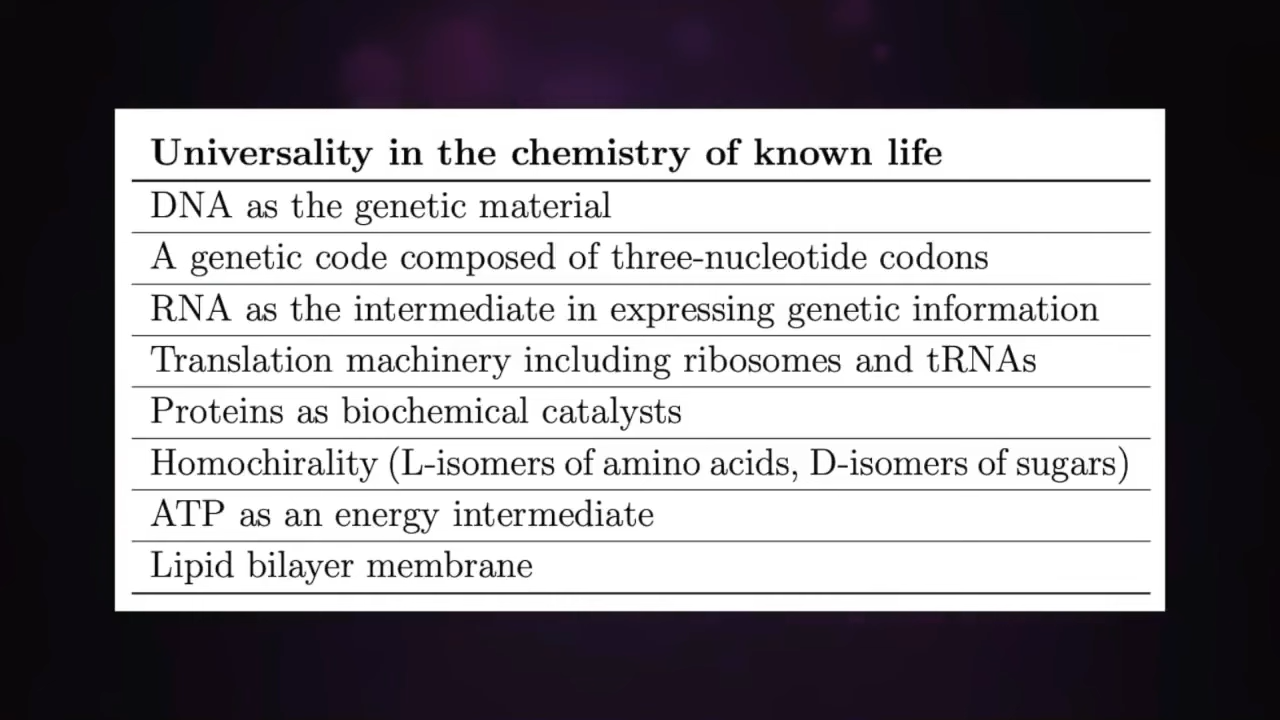 Universality in the chemistry of known life
DNA as the genetic material
A genetic code composed of three-nucleotide codons
RNA as the intermediate in expressing genetic information
Translation machinery including ribosomes and tRNAs
Proteins as biochemical catalysts
Homochirality (L-isomers of amino acids, D-isomers of sugars)
ATP as an energy intermediate
Lipid bilayer membrane